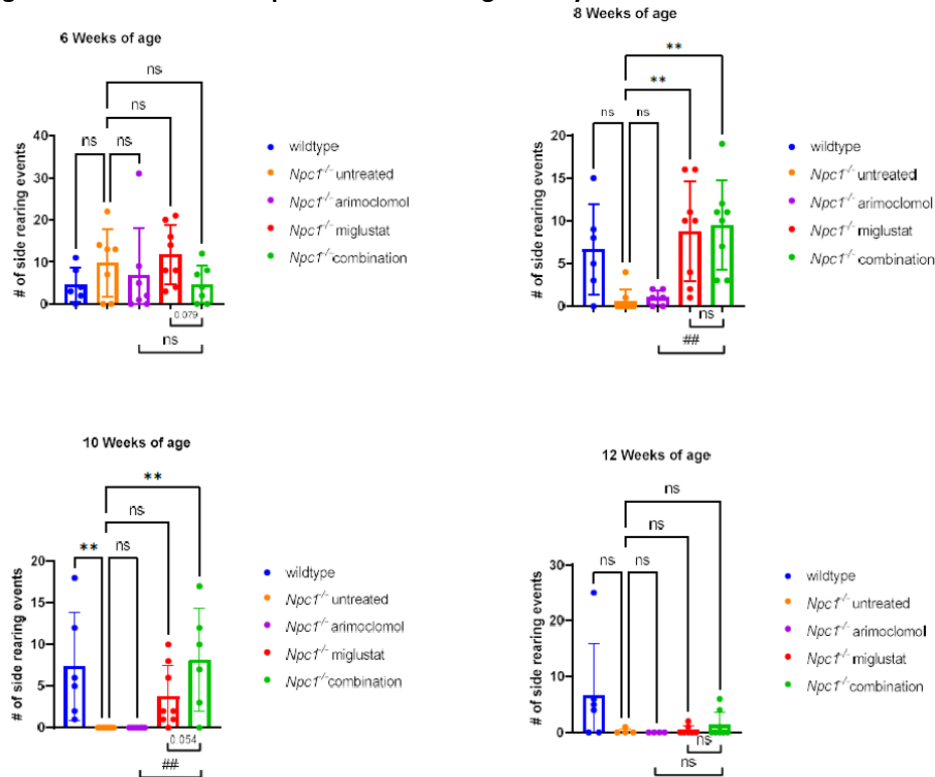 6 Weeks of age
ns
ns
ns
ns
# of side rearing events
40
30
20
10
0
wildtype
Npc1-/- untreated
Npc1-/- arimoclomol
Npc1-/- miglustat
Npc1-/- combination
0.079
ns
8 Weeks of age
**
**
ns
ns
# of side rearing events
20
15
10
5
0
wildtype
Npc1-/- untreated
Npc1-/- arimoclomol
Npc1-/- miglustat
Npc1-/- combination
ns
##
10 Weeks of age
**
ns
**
ns
# of side rearing events
20
15
10
5
0
wildtype
Npc1-/- untreated
Npc1-/- arimoclomol
Npc1-/- miglustat
Npc1-/- combination
0.054
##
12 Weeks of age
ns
ns
ns
ns
# of side rearing events
30
20
10
0
wildtype
Npc1-/- untreated
Npc1-/- arimoclomol
Npc1-/- miglustat
Npc1-/- combination
ns
ns